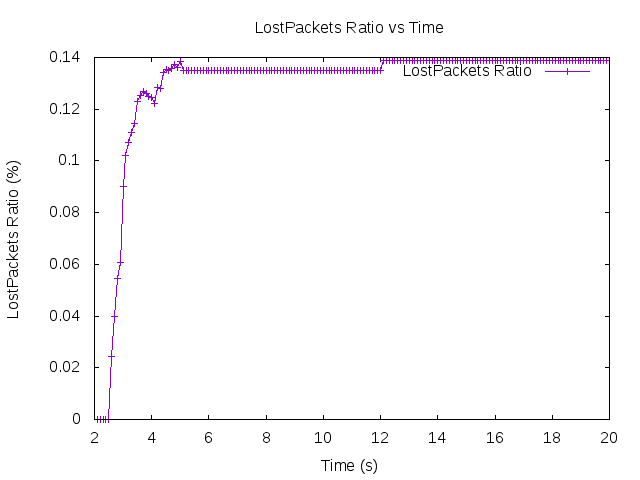 LostPackets Ratio vs Time
0.14
LostPackets Ratio
0.12
0.1
0.08
LostPackets Ratio (%)
0.06
0.04
0.02
0
2 4 6 8 10 12 14 16 18 20
Time (s)